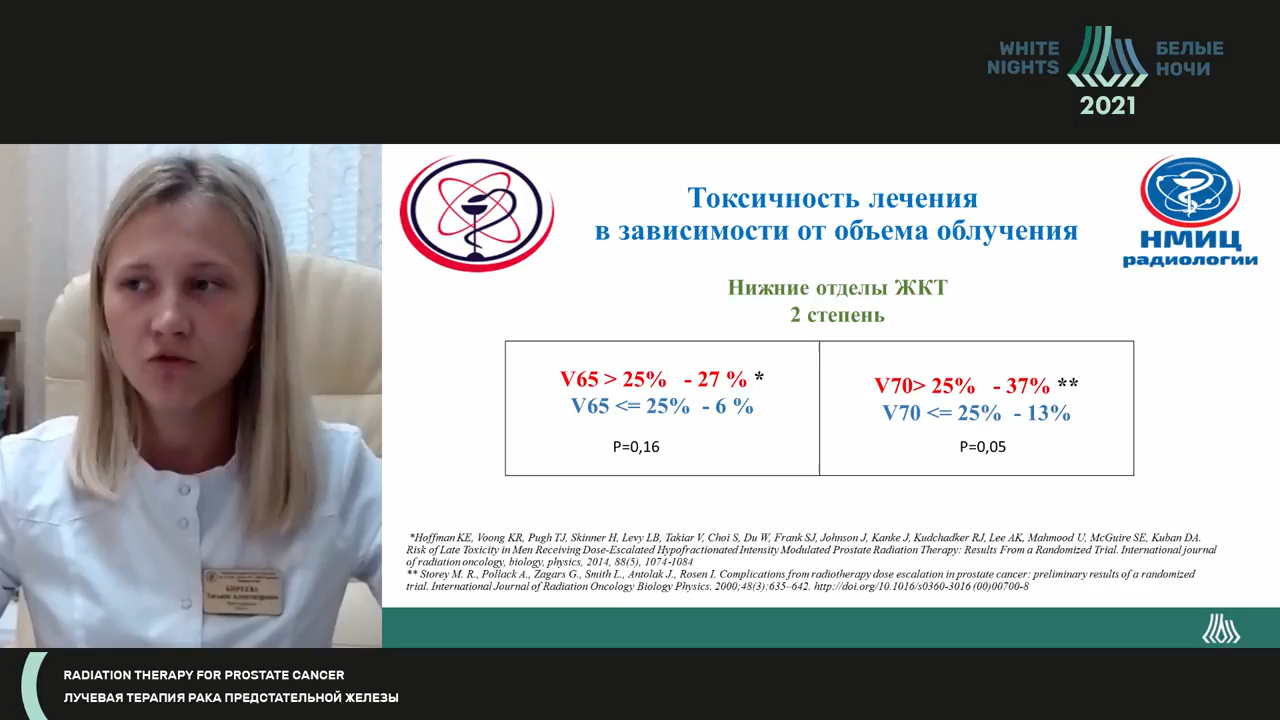 WHITE
NIGHTS
БЕЛЫЕ
НОЧИ
2021
НМИЦ
радиологии
Токсичность лечения
в зависимости от объема облучения
Нижние отделы ЖКТ
2 степень
V65 > 25% - 27 % *
V65 <= 25% - 6 %
P=0,16
V70> 25% - 37% **
V70 <= 25% - 13%
P=0,05
*Hoffman KE, Voong KR, Pugh TJ, Skinner H, Levy LB, Takiar V, Choi S, Du W, Frank SJ, Johnson J, Kanke J, Kudchadker RJ, Lee AK, Mahmood U, McGuire SE, Kuban DA.
Risk of Late Toxicity in Men Receiving Dose-Escalated Hypofractionated Intensity Modulated Prostate Radiation Therapy: Results From a Randomized Trial. International journal
of radiation oncology, biology, physics, 2014, 88(5), 1074-1084
** Storey M. R., Pollack A., Zagars G., Smith L., Antolak J., Rosen I. Complications from radiotherapy dose escalation in prostate cancer: preliminary results of a randomized
trial. International Journal of Radiation Oncology Biology Physics. 2000;48(3):635–642. http://doi.org/10.1016/s0360-3016 (00)00700-8
RADIATION THERAPY FOR PROSTATE CANCER
ЛУЧЕВАЯ ТЕРАПИЯ РАКА ПРЕДСТАТЕЛЬНОЙ ЖЕЛЕЗЫ